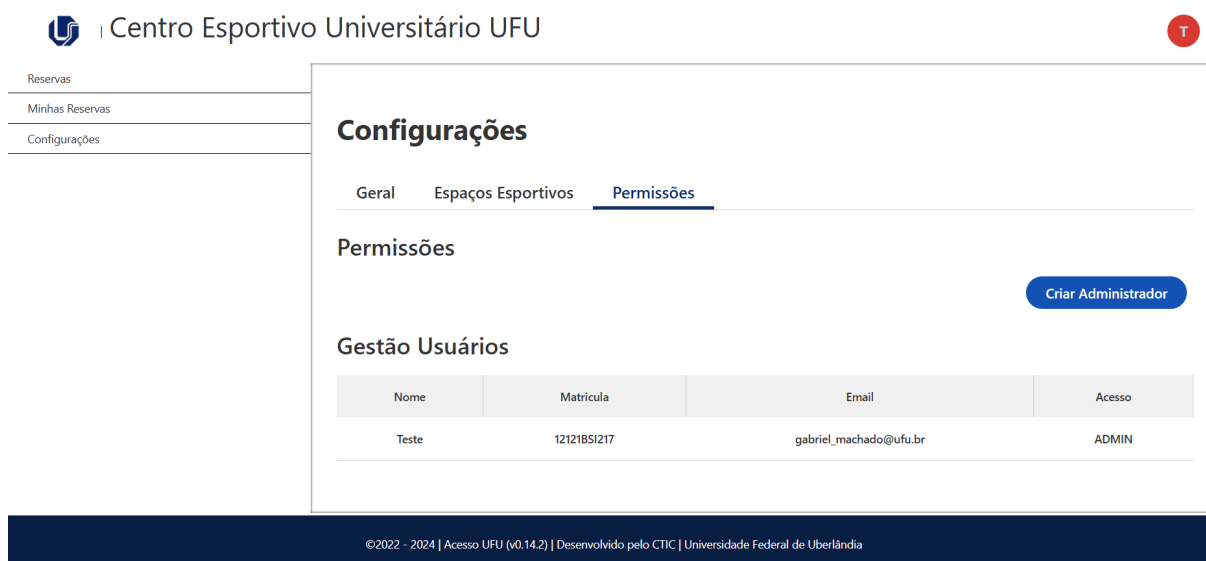 | Centro Esportivo Universitário UFU
T
Reservas
Minhas Reservas
Configurações
Configurações
Geral Espaços Esportivos Permissões
Permissões
Criar Administrador
Gestão Usuários
Nome Matricula Email Acesso
Teste 12121BSI217 gabriel_machado@ufu.br ADMIN
©2022 - 2024 | Acesso UFU (v0.14.2) | Desenvolvido pelo CTIC | Universidade Federal de Uberlândia